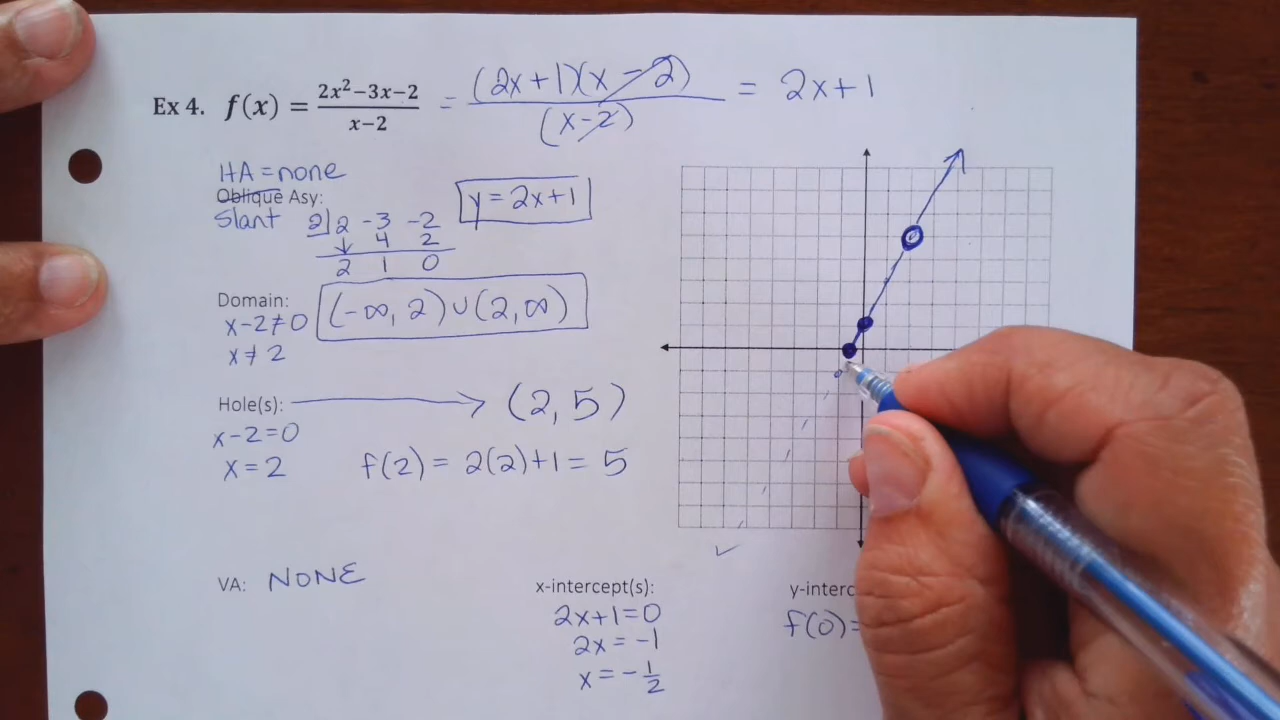 Ex 4. f(x) = (2x²-3x-2)/(x-2) = (2x+1)(x-2)/(x-2) = 2x+1
HA = none
Oblique Asy:
Slant
2| 2 -3 -2
↓ 4 2
2 1 0
y = 2x+1
Domain:
x-2≠0
x≠2
(-∞, 2)∪(2, ∞)
Hole(s): → (2, 5)
x-2=0
x=2
f(2) = 2(2)+1 = 5
VA: NONE
x-intercept(s):
2x+1=0
2x = -1
x = -1/2
f(0)=